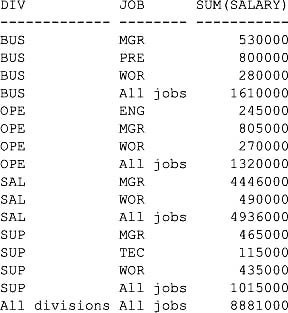 DIV JOB SUM(SALARY)
------------- --------- -----------
BUS MGR 530000
BUS PRE 800000
BUS WOR 280000
BUS All jobs 1610000
OPE ENG 245000
OPE MGR 805000
OPE WOR 270000
OPE All jobs 1320000
SAL MGR 4446000
SAL WOR 490000
SAL All jobs 4936000
SUP MGR 465000
SUP TEC 115000
SUP WOR 435000
SUP All jobs 1015000
All divisions All jobs 8881000